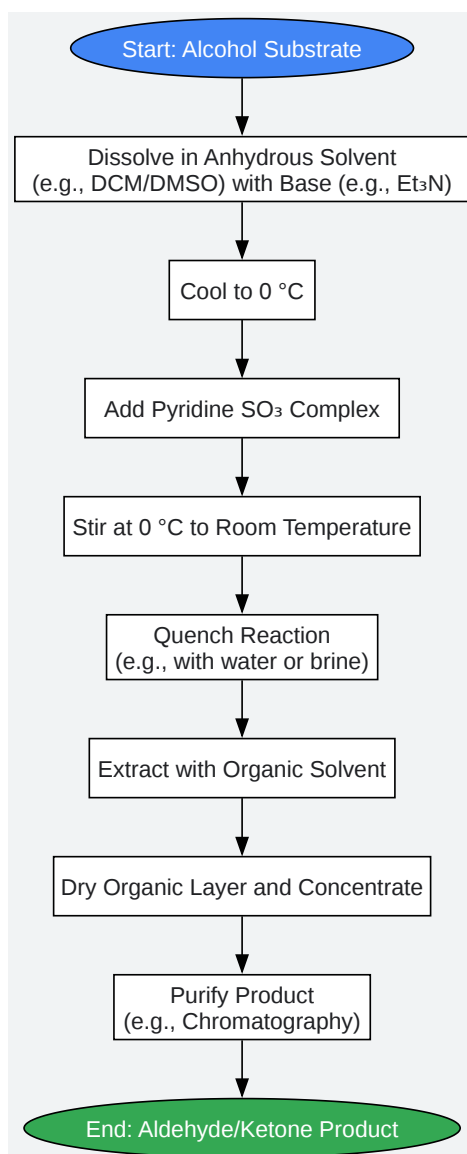 Start: Alcohol Substrate
Dissolve in Anhydrous Solvent
(e.g., DCM/DMSO) with Base (e.g., Et₃N)
Cool to 0 °C
Add Pyridine SO₃ Complex
Stir at 0 °C to Room Temperature
Quench Reaction
(e.g., with water or brine)
Extract with Organic Solvent
Dry Organic Layer and Concentrate
Purify Product
(e.g., Chromatography)
End: Aldehyde/Ketone Product